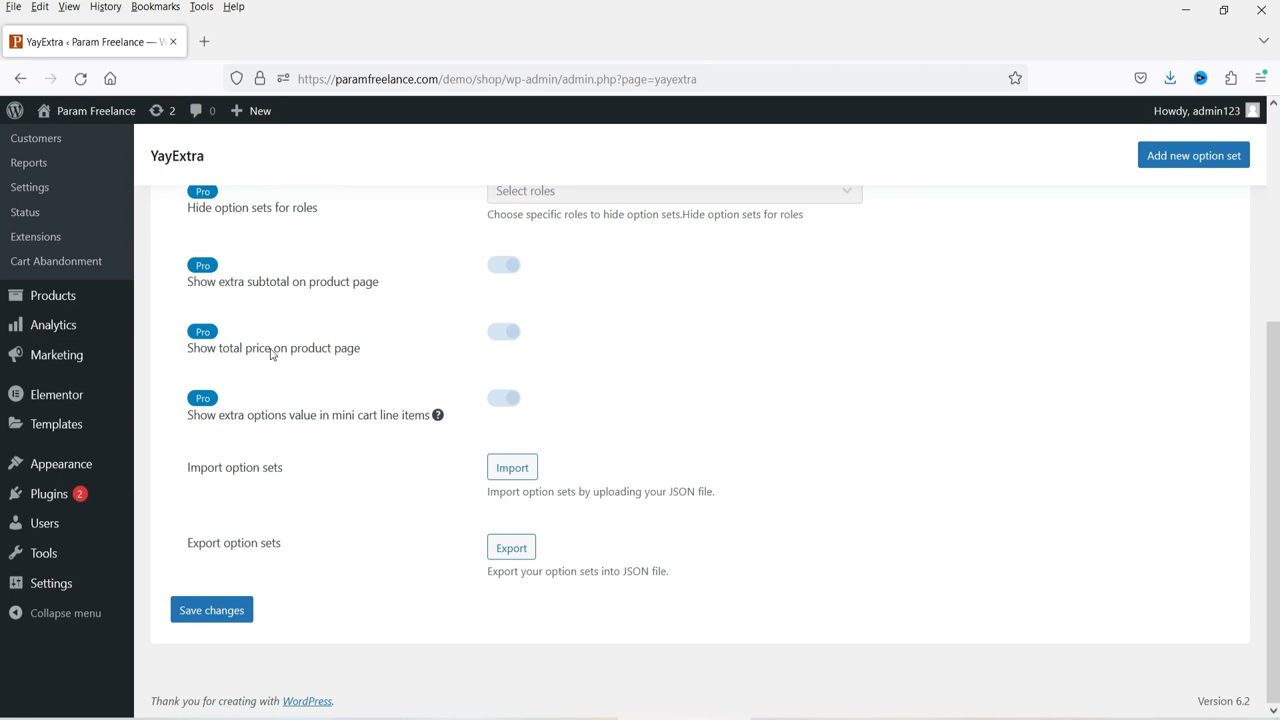 File Edit View History Bookmarks Tools Help
YayExtra ‹ Param Freelance — W
https://paramfreelance.com/demo/shop/wp-admin/admin.php?page=yayextra
Param Freelance 2 0 New Howdy, admin123
Customers
Reports
Settings
Status
Extensions
Cart Abandonment
Products
Analytics
Marketing
Elementor
Templates
Appearance
Plugins 2
Users
Tools
Settings
Collapse menu
YayExtra Add new option set
Pro Select roles
Hide option sets for roles
Choose specific roles to hide option sets.Hide option sets for roles
Pro
Show extra subtotal on product page
Pro
Show total price on product page
Pro
Show extra options value in mini cart line items ?
Import option sets Import
Import option sets by uploading your JSON file.
Export option sets Export
Export your option sets into JSON file.
Save changes
Thank you for creating with WordPress. Version 6.2